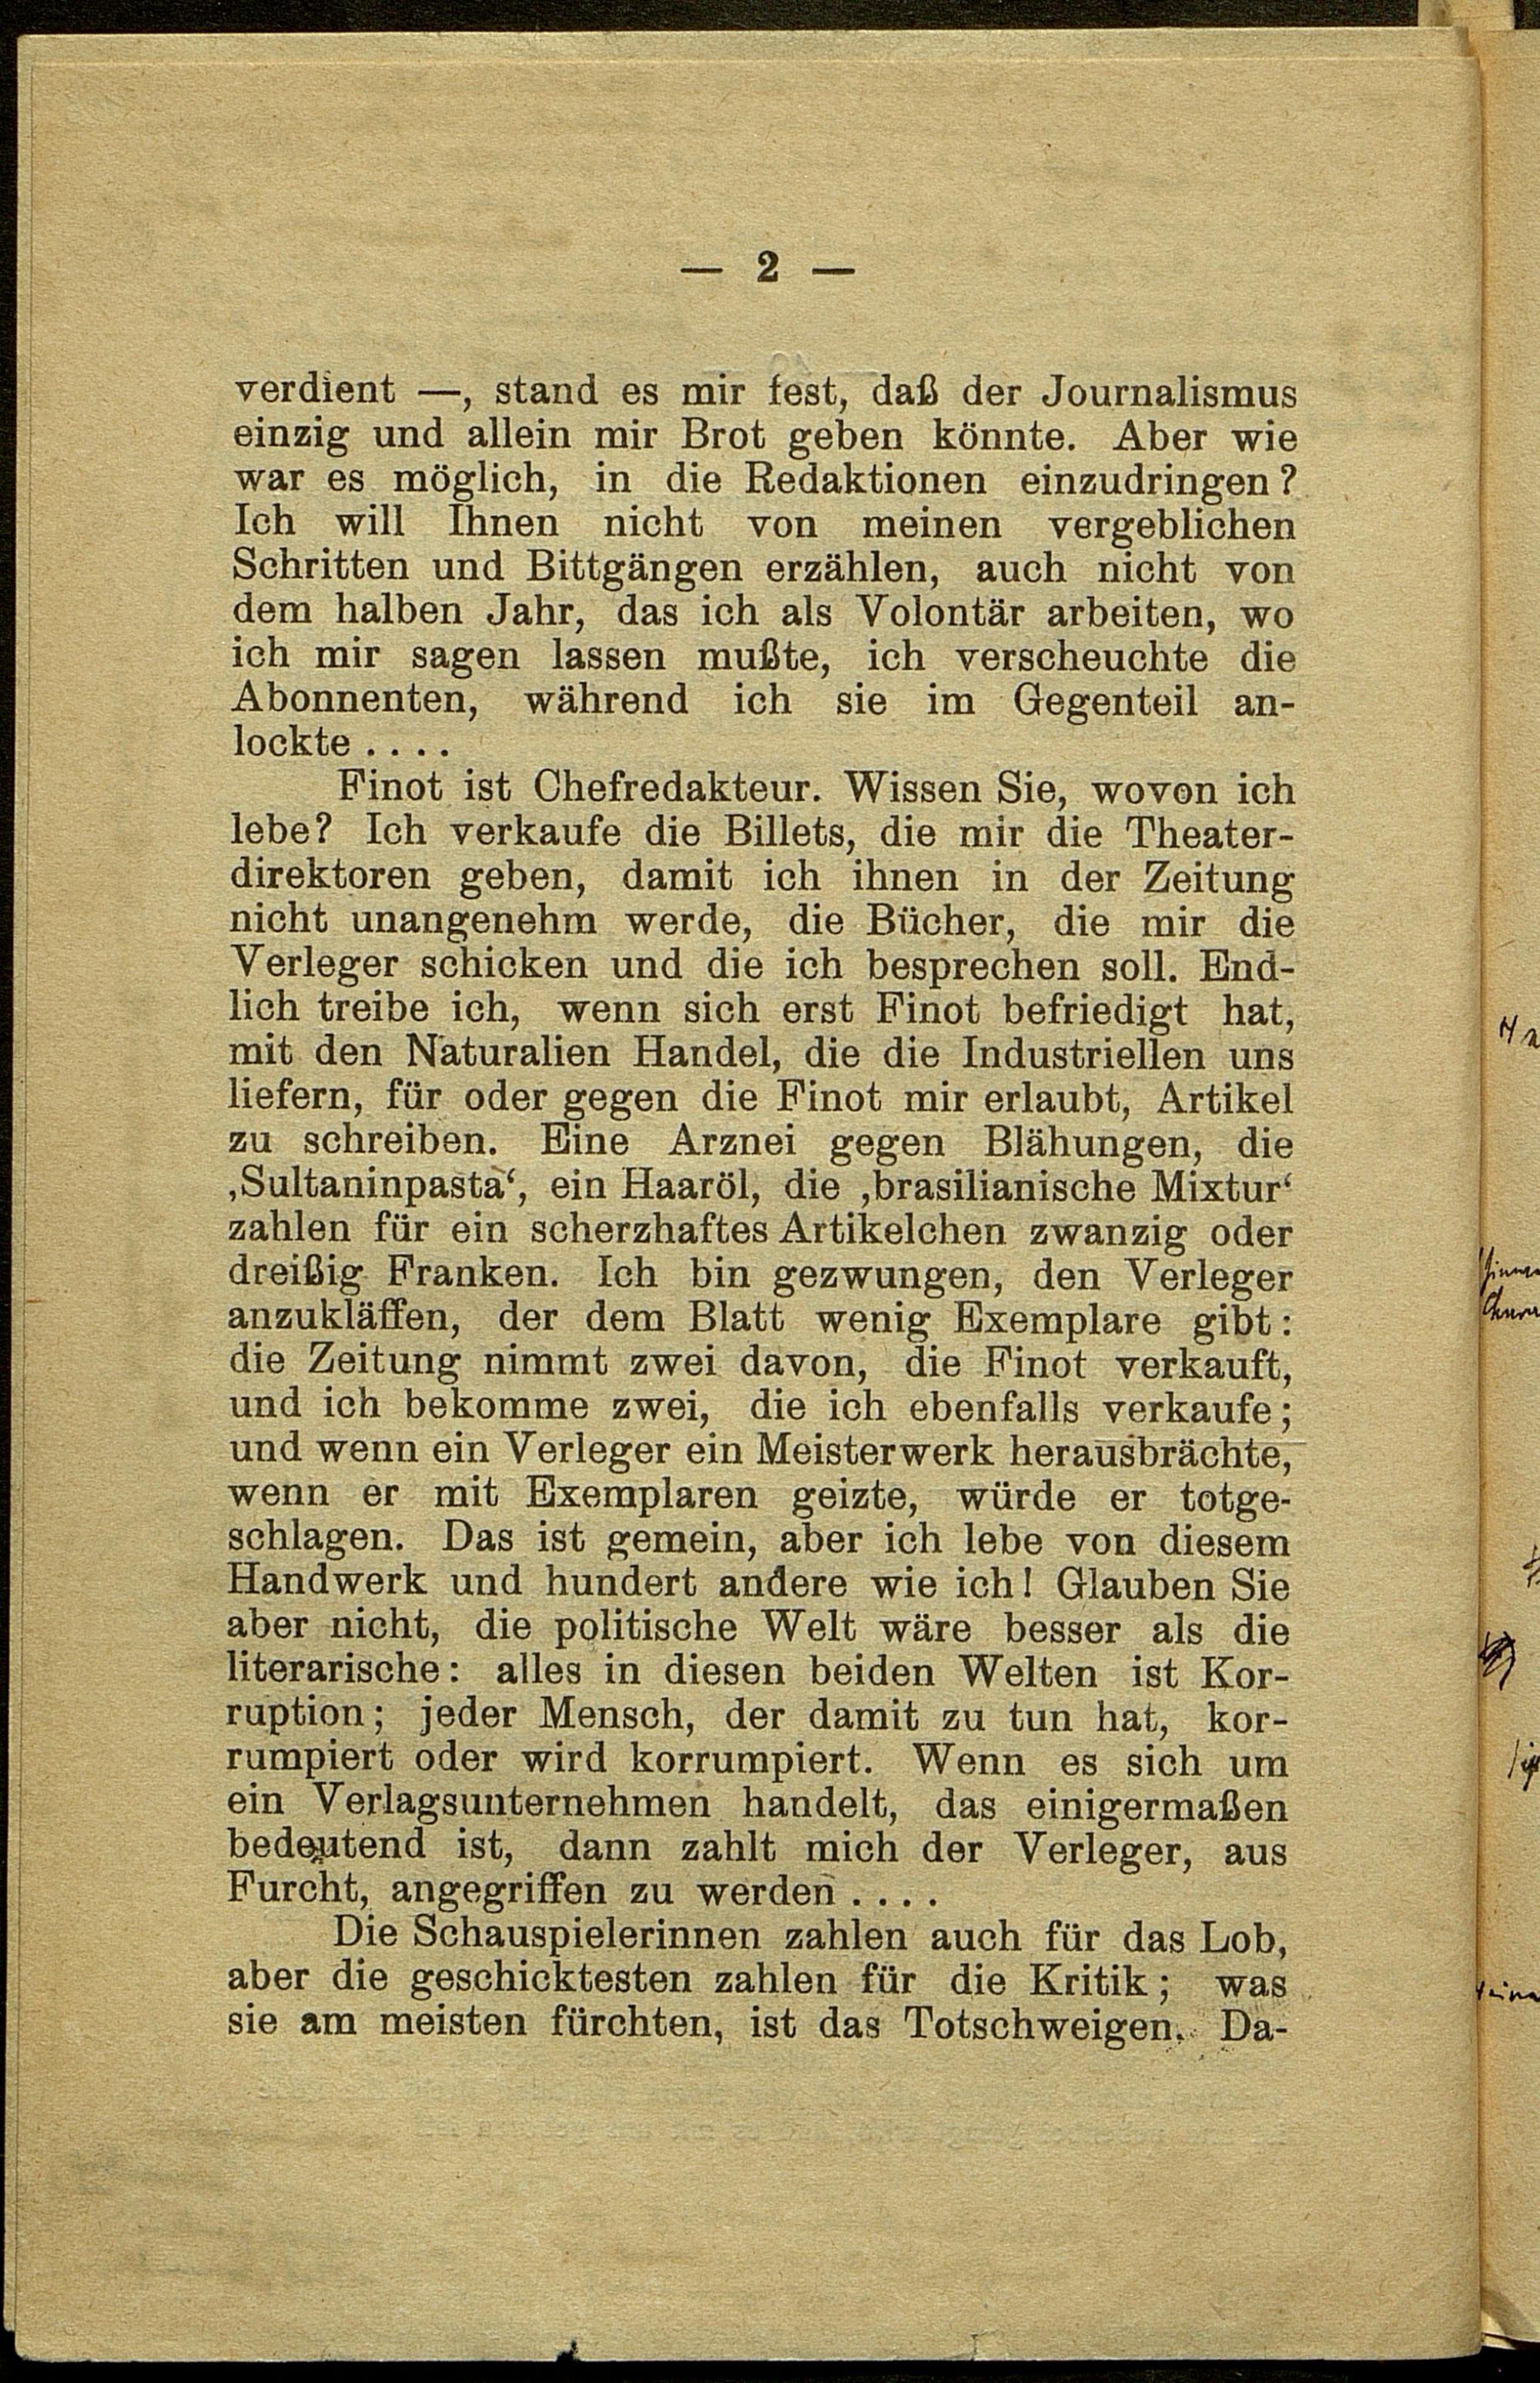 — 2 —
verdient —, stand es mir fest, daß der Journalismus
einzig und allein mir Brot geben könnte. Aber wie
war es möglich, in die Redaktionen einzudringen?
Ich will Ihnen nicht von meinen vergeblichen
Schritten und Bittgängen erzählen, auch nicht von
dem halben Jahr, das ich als Volontär arbeiten, wo
ich mir sagen lassen mußte, ich verscheuchte die
Abonnenten, während ich sie im Gegenteil an-
lockte . . . .
Finot ist Chefredakteur. Wissen Sie, wovon ich
lebe? Ich verkaufe die Billets, die mir die Theater-
direktoren geben, damit ich ihnen in der Zeitung
nicht unangenehm werde, die Bücher, die mir die
Verleger schicken und die ich besprechen soll. End-
lich treibe ich, wenn sich erst Finot befriedigt hat,
mit den Naturalien Handel, die die Industriellen uns
liefern, für oder gegen die Finot mir erlaubt, Artikel
zu schreiben. Eine Arznei gegen Blähungen, die
‚Sultaninpasta‘, ein Haaröl, die ‚brasilianische Mixtur‘
zahlen für ein scherzhaftes Artikelchen zwanzig oder
dreißig Franken. Ich bin gezwungen, den Verleger
anzukläffen, der dem Blatt wenig Exemplare gibt:
die Zeitung nimmt zwei davon, die Finot verkauft,
und ich bekomme zwei, die ich ebenfalls verkaufe;
und wenn ein Verleger ein Meisterwerk herausbrächte,
wenn er mit Exemplaren geizte, würde er totge-
schlagen. Das ist gemein, aber ich lebe von diesem
Handwerk und hundert andere wie ich! Glauben Sie
aber nicht, die politische Welt wäre besser als die
literarische: alles in diesen beiden Welten ist Kor-
ruption; jeder Mensch, der damit zu tun hat, kor-
rumpiert oder wird korrumpiert. Wenn es sich um
ein Verlagsunternehmen handelt, das einigermaßen
bedeutend ist, dann zahlt mich der Verleger, aus
Furcht, angegriffen zu werden . . . .
Die Schauspielerinnen zahlen auch für das Lob,
aber die geschicktesten zahlen für die Kritik; was
sie am meisten fürchten, ist das Totschweigen. Da-